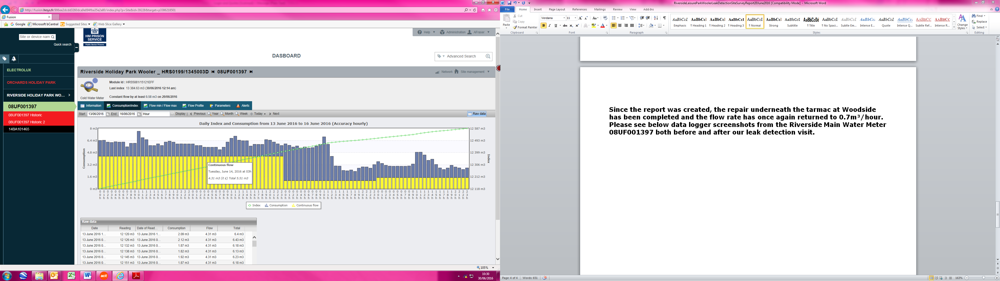 http://fusion.hrsys.fr/906ee2dcdd3260dca9e094fba35e2a80/index.php?p=Site&id=39228&target=p3386218501
Fusion
Google Microsoft bCentral Suggested Sites Web Slice Gallery
Site or device nam
Quick search
HM PRISON
SERVICE
Public Sector Prisons
Help Administration AFraser
DASBOARD
Advanced Search
ELECTROLUX
ORCHARDS HOLIDAY PARK
RIVERSIDE HOLIDAY PARK WO...
08UF001397
08UF001397 Historic
08UF001397 Historic 2
14BA101465
Riverside Holiday Park Wooler _ HRS0199/1345003D 08UF001397
Network Site management
Module Id : HRS5081/15121EFF
Last index 13 384.63 m3 (30/06/2016 12:14 am)
Constant flow by at least 0.58 m3 on 29/06/2016
Cold Water Meter
Information Consumption/index Flow min / Flow max Flow Profile Parameters Alerts
Start : 13/06/2016 End : 16/06/2016 Hour Display | Previous Year Month Week Today Next Raw data
Daily Index and Consumption from 13 June 2016 to 16 June 2016 (Accuracy hourly)
8 m3 12 587 m3
6.4 m3 12 493 m3
4.8 m3 12 399 m3
3.2 m3 12 306 m3
1.6 m3 12 212 m3
0 m3 12 118 m3
Consumption
Index
Continuous flow
Tuesday, June 14, 2016 at 03h
4.31 m3 (0 £) Total 5.51 m3
Index Consumption Continuous flow
Raw data
Date Reading Date of Read... Consumption Flow Total
13 June 2016 1... 12 120 m3 13 June 2016 1... 2.09 m3 4.31 m3 6.4 m3
13 June 2016 0... 12 126 m3 13 June 2016 0... 2.12 m3 4.31 m3 6.43 m3
13 June 2016 0... 12 132 m3 13 June 2016 0... 1.87 m3 4.31 m3 6.18 m3
13 June 2016 0... 12 138 m3 13 June 2016 0... 1.82 m3 4.31 m3 6.13 m3
13 June 2016 0... 12 145 m3 13 June 2016 0... 1.92 m3 4.31 m3 6.23 m3
13 June 2016 0... 12 151 m3 13 June 2016 0... 1.87 m3 4.31 m3 6.18 m3
105%
act!
10:30
30/06/2016
RiversideLeisureParkWoolerLeakDetectionSiteSurveyReport20June2016 [Compatibility Mode] - Microsoft Word
File Home Insert Page Layout References Mailings Review View Add-Ins
Paste
Cut
Copy
Format Painter
Clipboard
Verdana 11
Font
Paragraph
AaBbCcI Emphasis
AaBbCcI ¶ Heading 1
AaBbCcI ¶ Heading 2
AaBbCcI ¶ Heading 3
AaBbCcI ¶ Normal
AaBbCcI Strong
AaBbCcI Subtitle
AaBbCcDd ¶ Title
AaBbCcI ¶ No Spaci...
AaBbCcI Subtle Em...
AaBbCcI Intense E...
AaBbCcI Quote
AaBbCcI Intense Q...
AABBCC Subtle Ref...
AABBCC Intense R...
Change
Styles
Styles
Find
Replace
Select
Editing
Since the report was created, the repair underneath the tarmac at Woodside
has been completed and the flow rate has once again returned to 0.7m³/hour.
Please see below data logger screenshots from the Riverside Main Water Meter
08UF001397 both before and after our leak detection visit.
Page: 4 of 4 Words: 651 163%